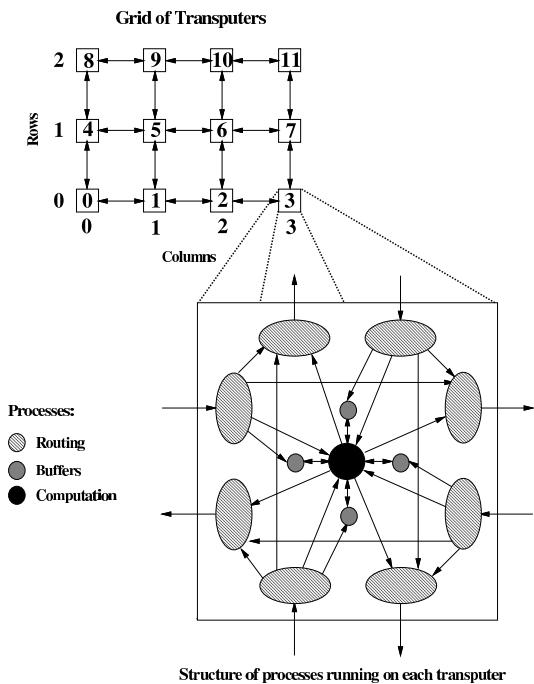 Grid of Transputers
2 8 9 10 11
Rows
1 4 5 6 7
0 0 1 2 3
0 1 2 3
Columns
Processes:
Routing
Buffers
Computation
Structure of processes running on each transputer